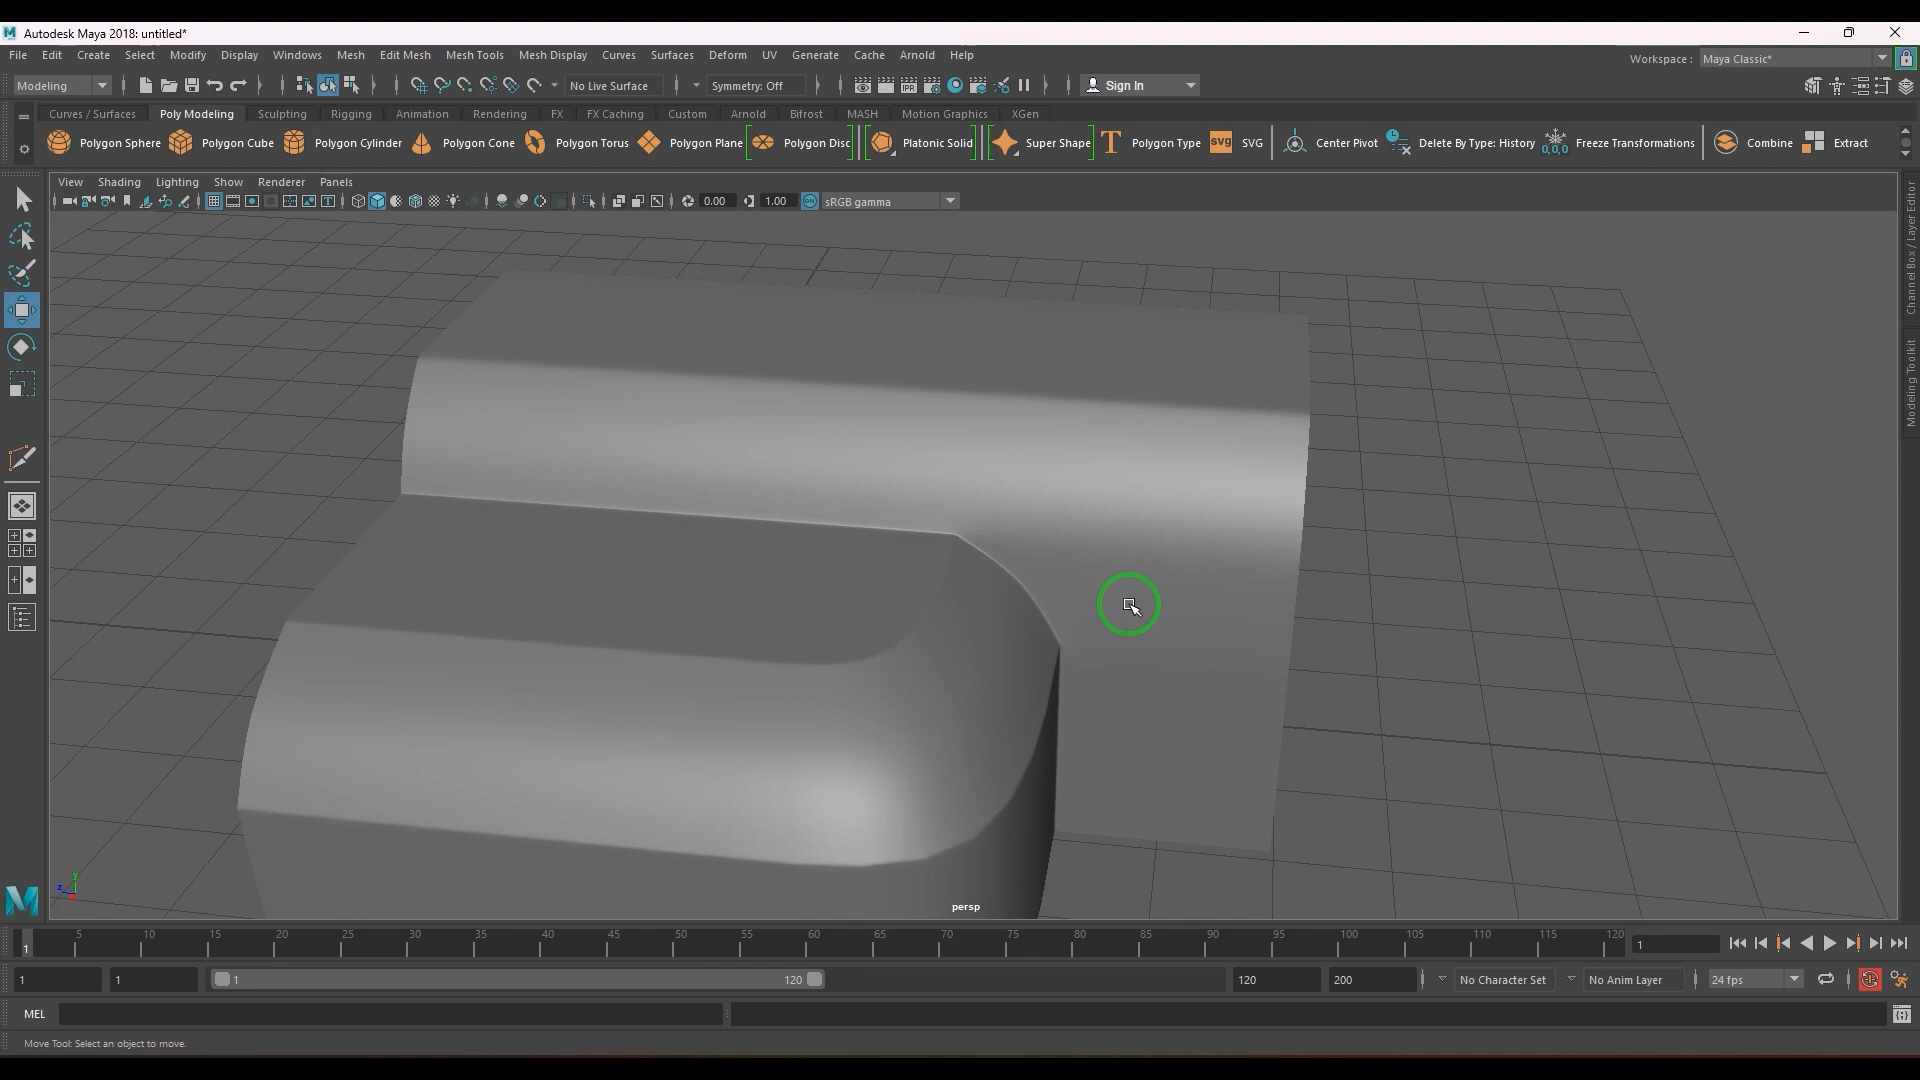 Autodesk Maya 2018: untitled*
File Edit Create Select Modify Display Windows Mesh Edit Mesh Mesh Tools Mesh Display Curves Surfaces Deform UV Generate Cache Arnold Help
Workspace : Maya Classic*
Modeling
No Live Surface
Symmetry: Off
IPR
Sign In
Curves / Surfaces Poly Modeling Sculpting Rigging Animation Rendering FX FX Caching Custom Arnold Bifrost MASH Motion Graphics XGen
Polygon Sphere Polygon Cube Polygon Cylinder Polygon Cone Polygon Torus Polygon Plane Polygon Disc Platonic Solid Super Shape Polygon Type SVG SVG Center Pivot Delete By Type: History 0,0,0 Freeze Transformations Combine Extract
View Shading Lighting Show Renderer Panels
0.00 1.00 ON sRGB gamma
Channel Box / Layer Editor
Modeling Toolkit
y
z
persp
1 5 10 15 20 25 30 35 40 45 50 55 60 65 70 75 80 85 90 95 100 105 110 115 120 1
1 1 1 120 120 200 No Character Set No Anim Layer 24 fps
MEL
Move Tool: Select an object to move.